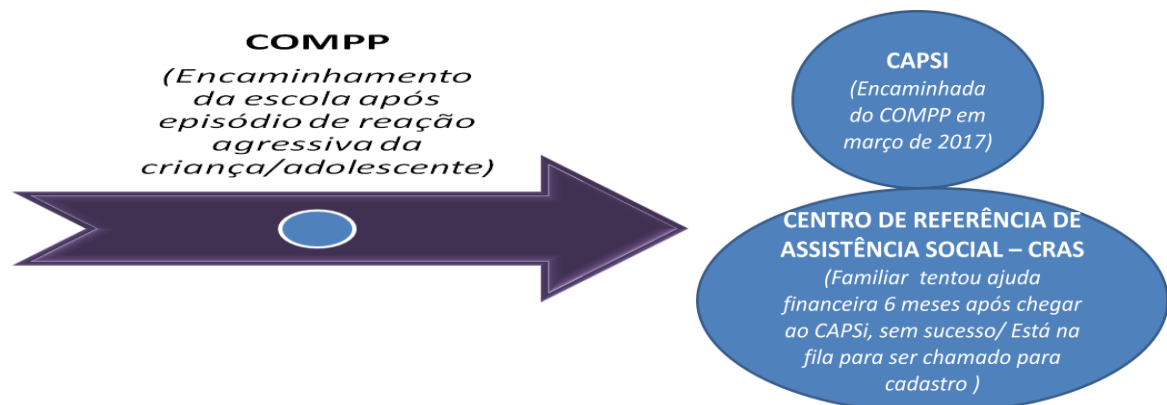 COMPP
(Encaminhamento
da escola após
episódio de reação
agressiva da
criança/adolescente)
CAPSI
(Encaminhada
do COMPP em
março de 2017)
CENTRO DE REFERÊNCIA DE
ASSISTÊNCIA SOCIAL – CRAS
(Familiar tentou ajuda
financeira 6 meses após chegar
ao CAPSi, sem sucesso/ Está na
fila para ser chamado para
cadastro )